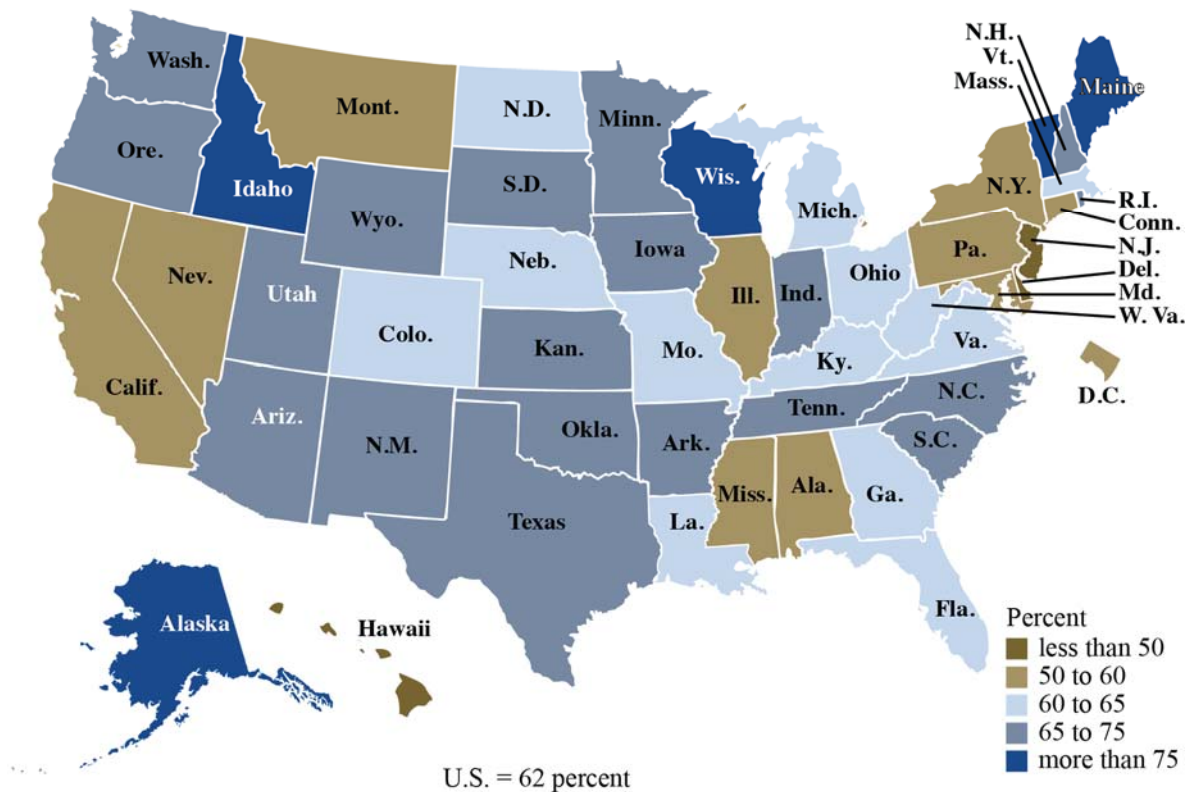 N.H.
Vt.
Mass.
Maine
Wash.
Mont.
N.D.
Minn.
Ore.
Idaho
Wis.
S.D.
N.Y.
Wyo.
Mich.
R.I.
Conn.
Iowa
N.J.
Pa.
Neb.
Ohio
Del.
Nev.
Utah
Ill.
Ind.
Md.
W. Va.
Colo.
Kan.
Mo.
Va.
Ky.
Calif.
D.C.
N.C.
Tenn.
Ariz.
Okla.
N.M.
Ark.
S.C.
Miss.
Ala.
Ga.
Texas
La.
Fla.
Alaska
Hawaii
Percent
less than 50
50 to 60
60 to 65
65 to 75
more than 75
U.S. = 62 percent